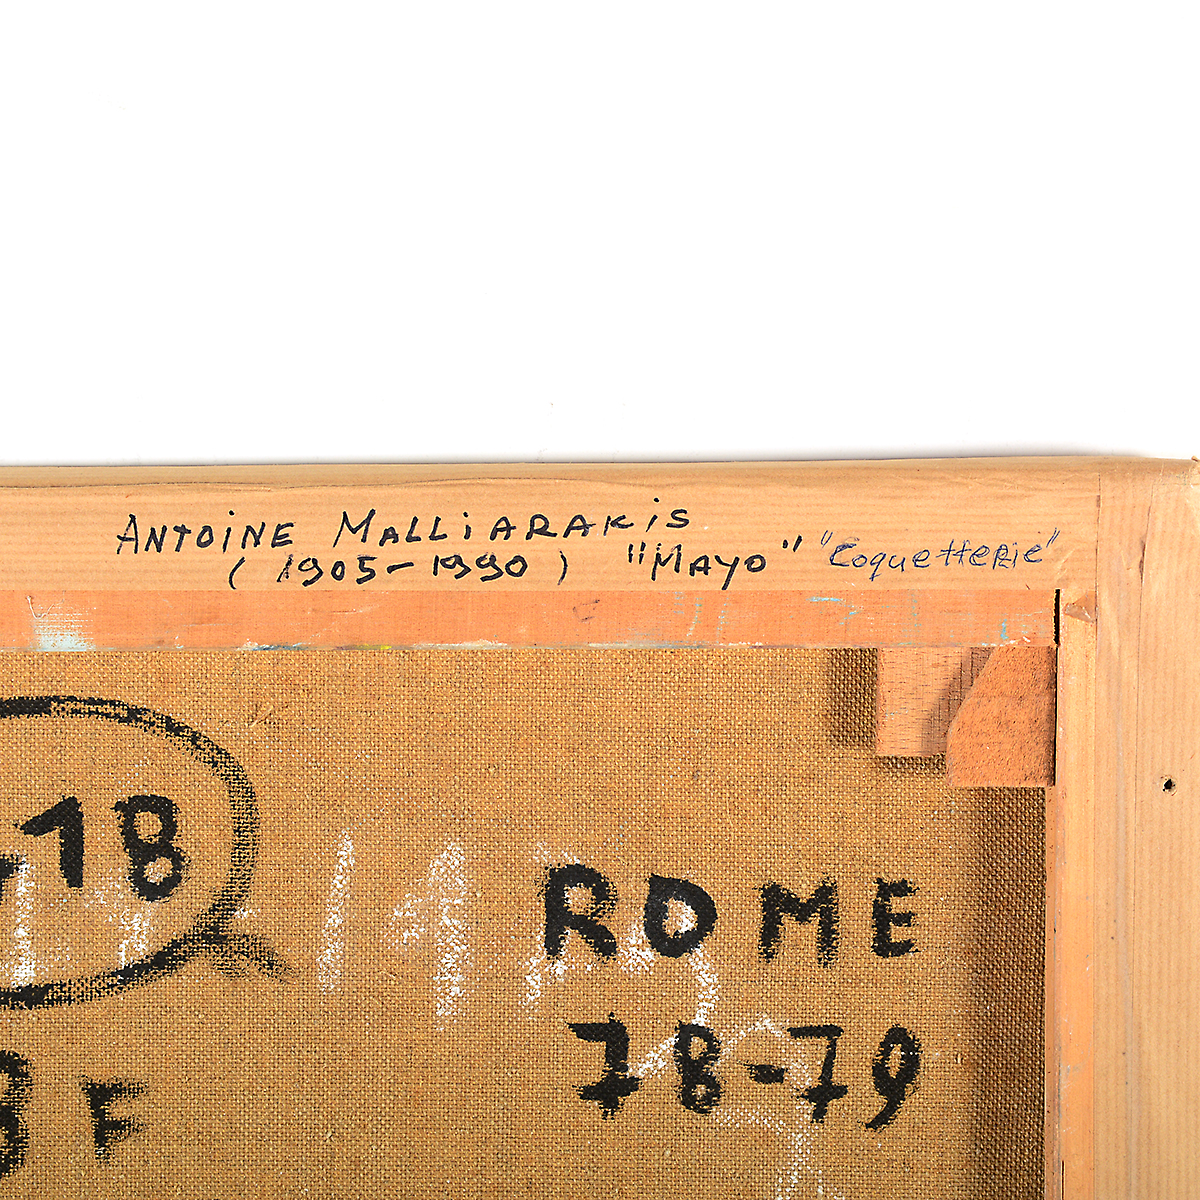 ANTOINE MALLIARAKIS
(1905-1990) "MAYO" "Coquetterie"
18
ROME
78-79
F